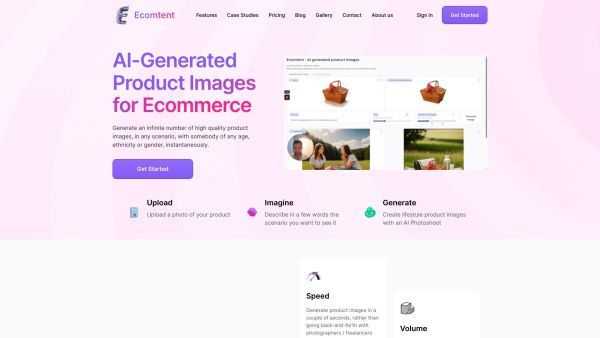 Ecomtent
Features Case Studies Pricing Blog Gallery Contact About us Sign in Get Started
AI-Generated
Product Images
for Ecommerce
Generate an infinite number of high quality product
images, in any scenario, with somebody of any age,
ethnicity or gender, instantaneously.
Get Started
Ecomtent - AI generated product images
Upload
Upload a photo of your product
Imagine
Describe in a few words the
scenario you want to see it
Generate
Create lifestule product images
with an AI Photoshoot
Speed
Generate product images in a
couple of seconds, rather than
going back-and-forth with
photographers / freelancers
Volume